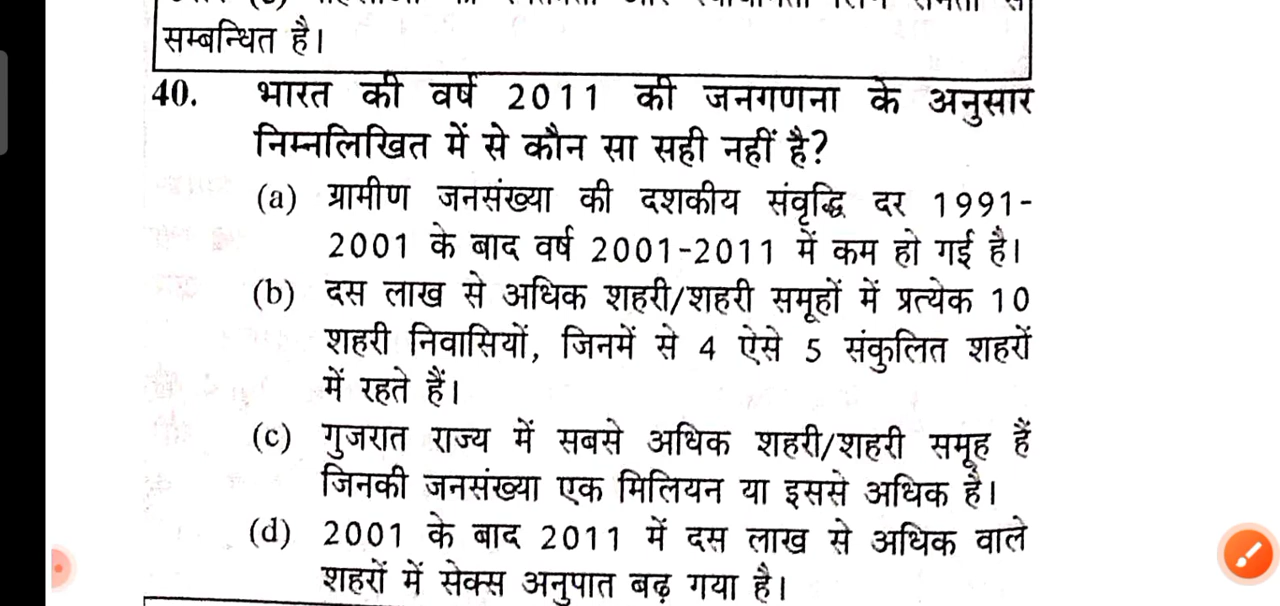 सम्बन्धित है।
40. भारत की वर्ष 2011 की जनगणना के अनुसार
निम्नलिखित में से कौन सा सही नहीं है?
(a) ग्रामीण जनसंख्या की दशकीय संवृद्धि दर 1991-
2001 के बाद वर्ष 2001-2011 में कम हो गई है।
(b) दस लाख से अधिक शहरी/शहरी समूहों में प्रत्येक 10
शहरी निवासियों, जिनमें से 4 ऐसे 5 संकुलित शहरों
में रहते हैं।
(c) गुजरात राज्य में सबसे अधिक शहरी/शहरी समूह हैं
जिनकी जनसंख्या एक मिलियन या इससे अधिक है।
(d) 2001 के बाद 2011 में दस लाख से अधिक वाले
शहरों में सेक्स अनुपात बढ़ गया है।